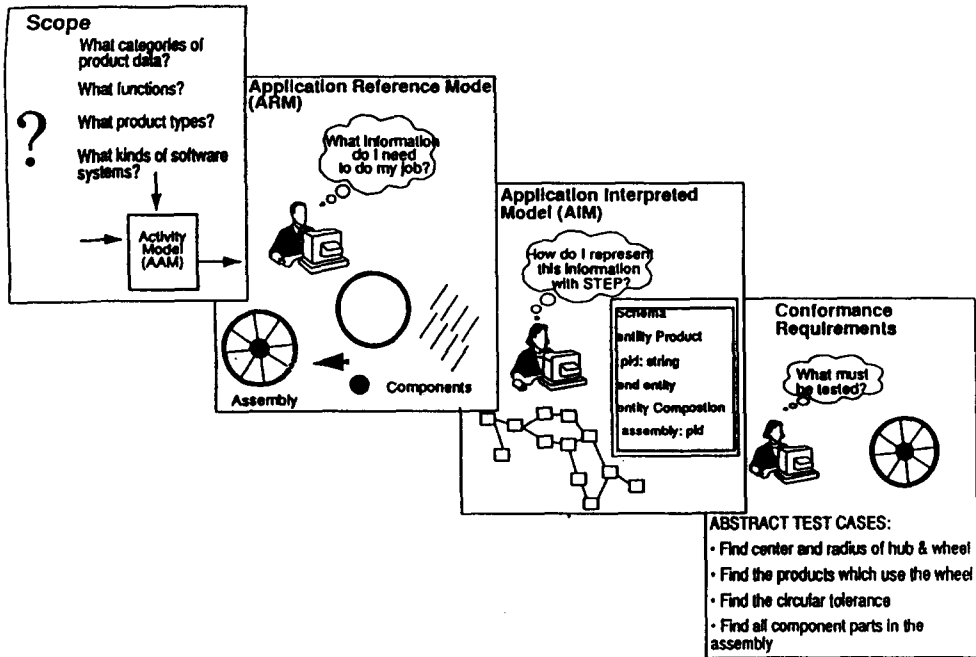 Scope
What categories of
product data?
What functions?
?
What product types?
What kinds of software
systems?
Activity
Model
(AAM)
Application Reference Model
(ARM)
What Information
do I need
to do my job?
Assembly
Components
Application Interpreted
Model (AIM)
How do I represent
this Information
with STEP?
Schema
entity Product
pid: string
end entity
entity Compostion
assembly: pid
Conformance
Requirements
What must
be tested?
ABSTRACT TEST CASES:
• Find center and radius of hub & wheel
• Find the products which use the wheel
• Find the circular tolerance
• Find all component parts in the
assembly